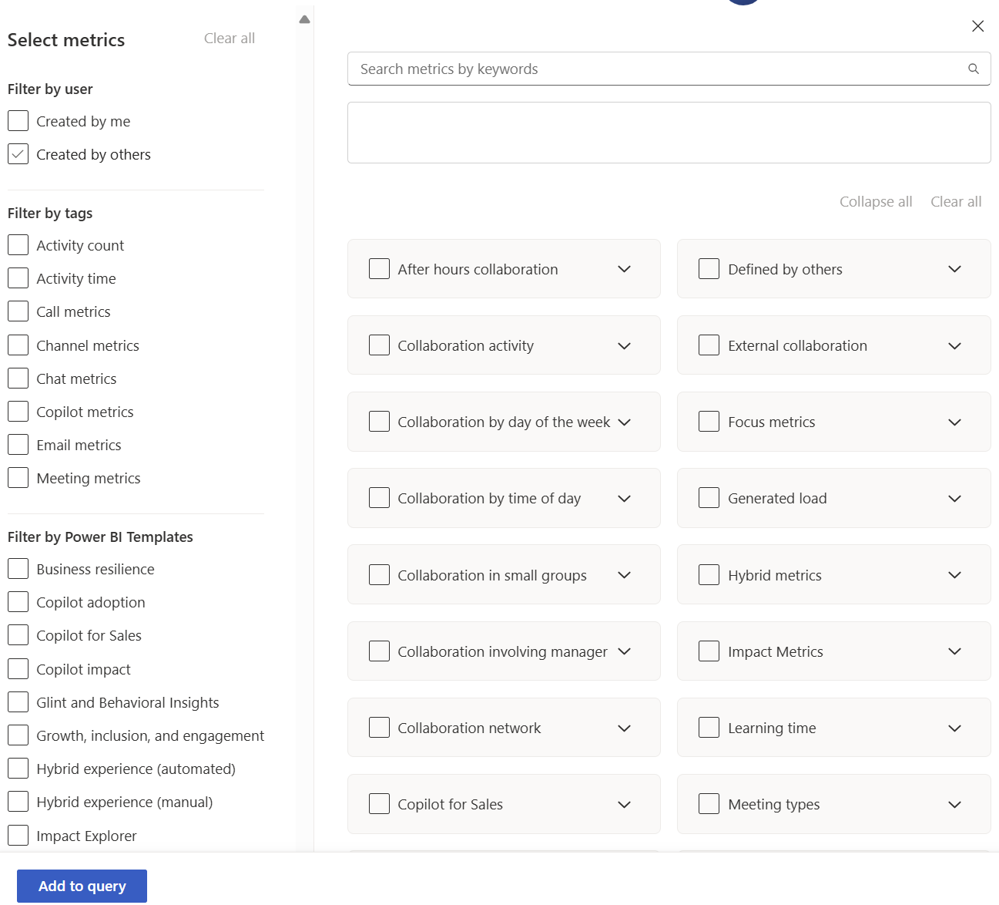 Select metrics
Clear all
Filter by user
Created by me
Created by others
Filter by tags
Activity count
Activity time
Call metrics
Channel metrics
Chat metrics
Copilot metrics
Email metrics
Meeting metrics
Filter by Power BI Templates
Business resilience
Copilot adoption
Copilot for Sales
Copilot impact
Glint and Behavioral Insights
Growth, inclusion, and engagement
Hybrid experience (automated)
Hybrid experience (manual)
Impact Explorer
Add to query
Search metrics by keywords
Collapse all
Clear all
After hours collaboration
Defined by others
Collaboration activity
External collaboration
Collaboration by day of the week
Focus metrics
Collaboration by time of day
Generated load
Collaboration in small groups
Hybrid metrics
Collaboration involving manager
Impact Metrics
Collaboration network
Learning time
Copilot for Sales
Meeting types